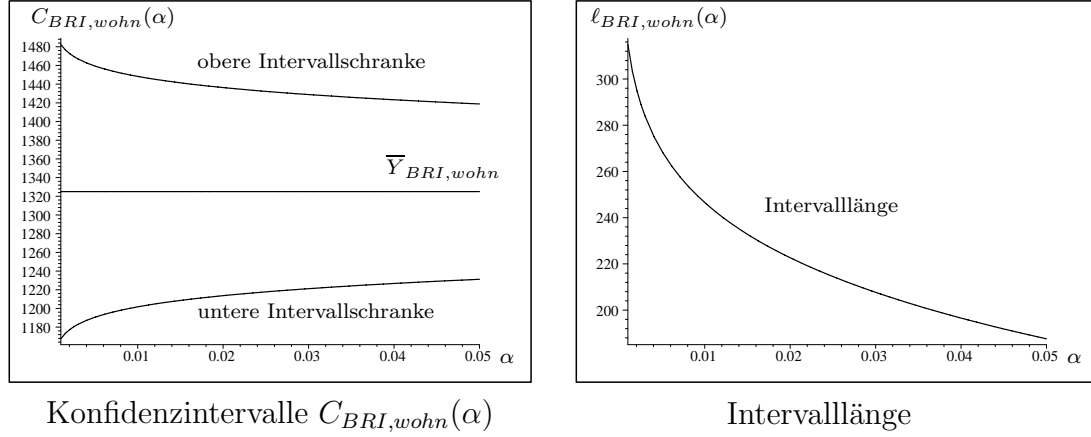 C_{BRI,wohn}(α)
1480
1460
1440
1420
1400
1380
1360
1340
1320
1300
1280
1260
1240
1220
1200
1180
obere Intervallschranke
\overline{Y}_{BRI,wohn}
untere Intervallschranke
0.01 0.02 0.03 0.04 0.05 α
Konfidenzintervalle C_{BRI,wohn}(α)
ℓ_{BRI,wohn}(α)
300
280
260
240
220
200
Intervalllänge
0.01 0.02 0.03 0.04 0.05 α
Intervalllänge